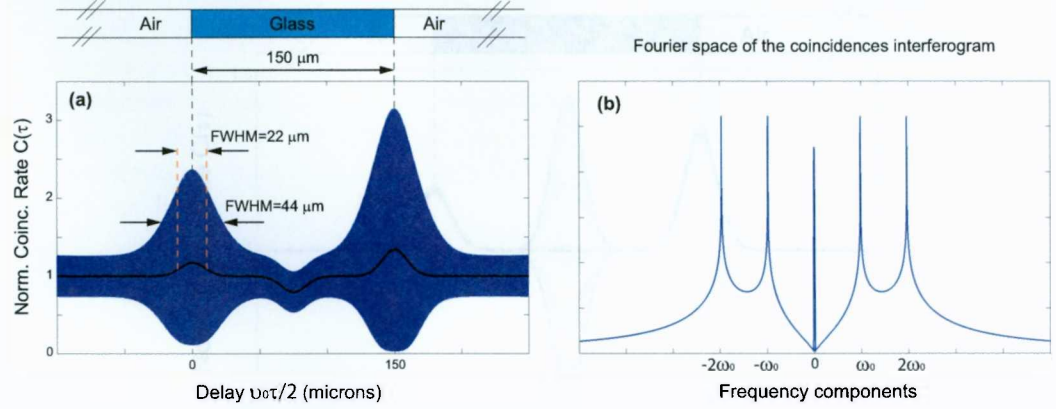 Air Glass Air
150 μm
Fourier space of the coincidences interferogram
(a)
FWHM=22 μm
FWHM=44 μm
Norm. Coinc. Rate C(τ)
3
2
1
0
0 150
Delay υ₀τ/2 (microns)
(b)
-2ω₀ -ω₀ 0 ω₀ 2ω₀
Frequency components